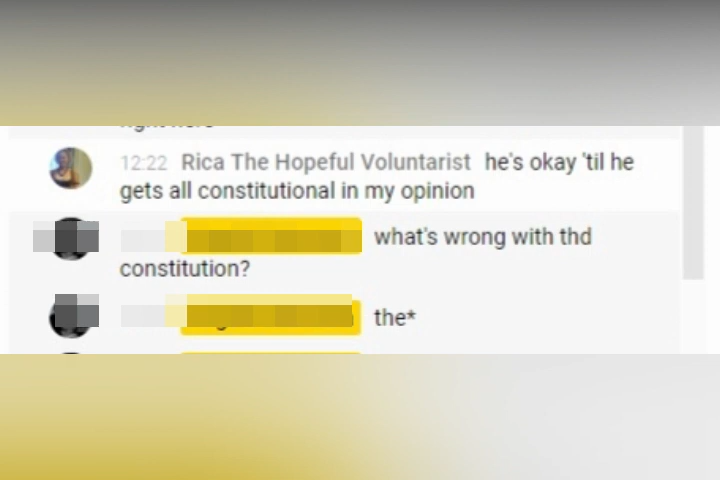 12:22 Rica The Hopeful Voluntarist he's okay 'til he
gets all constitutional in my opinion
what's wrong with thd
constitution?
the*